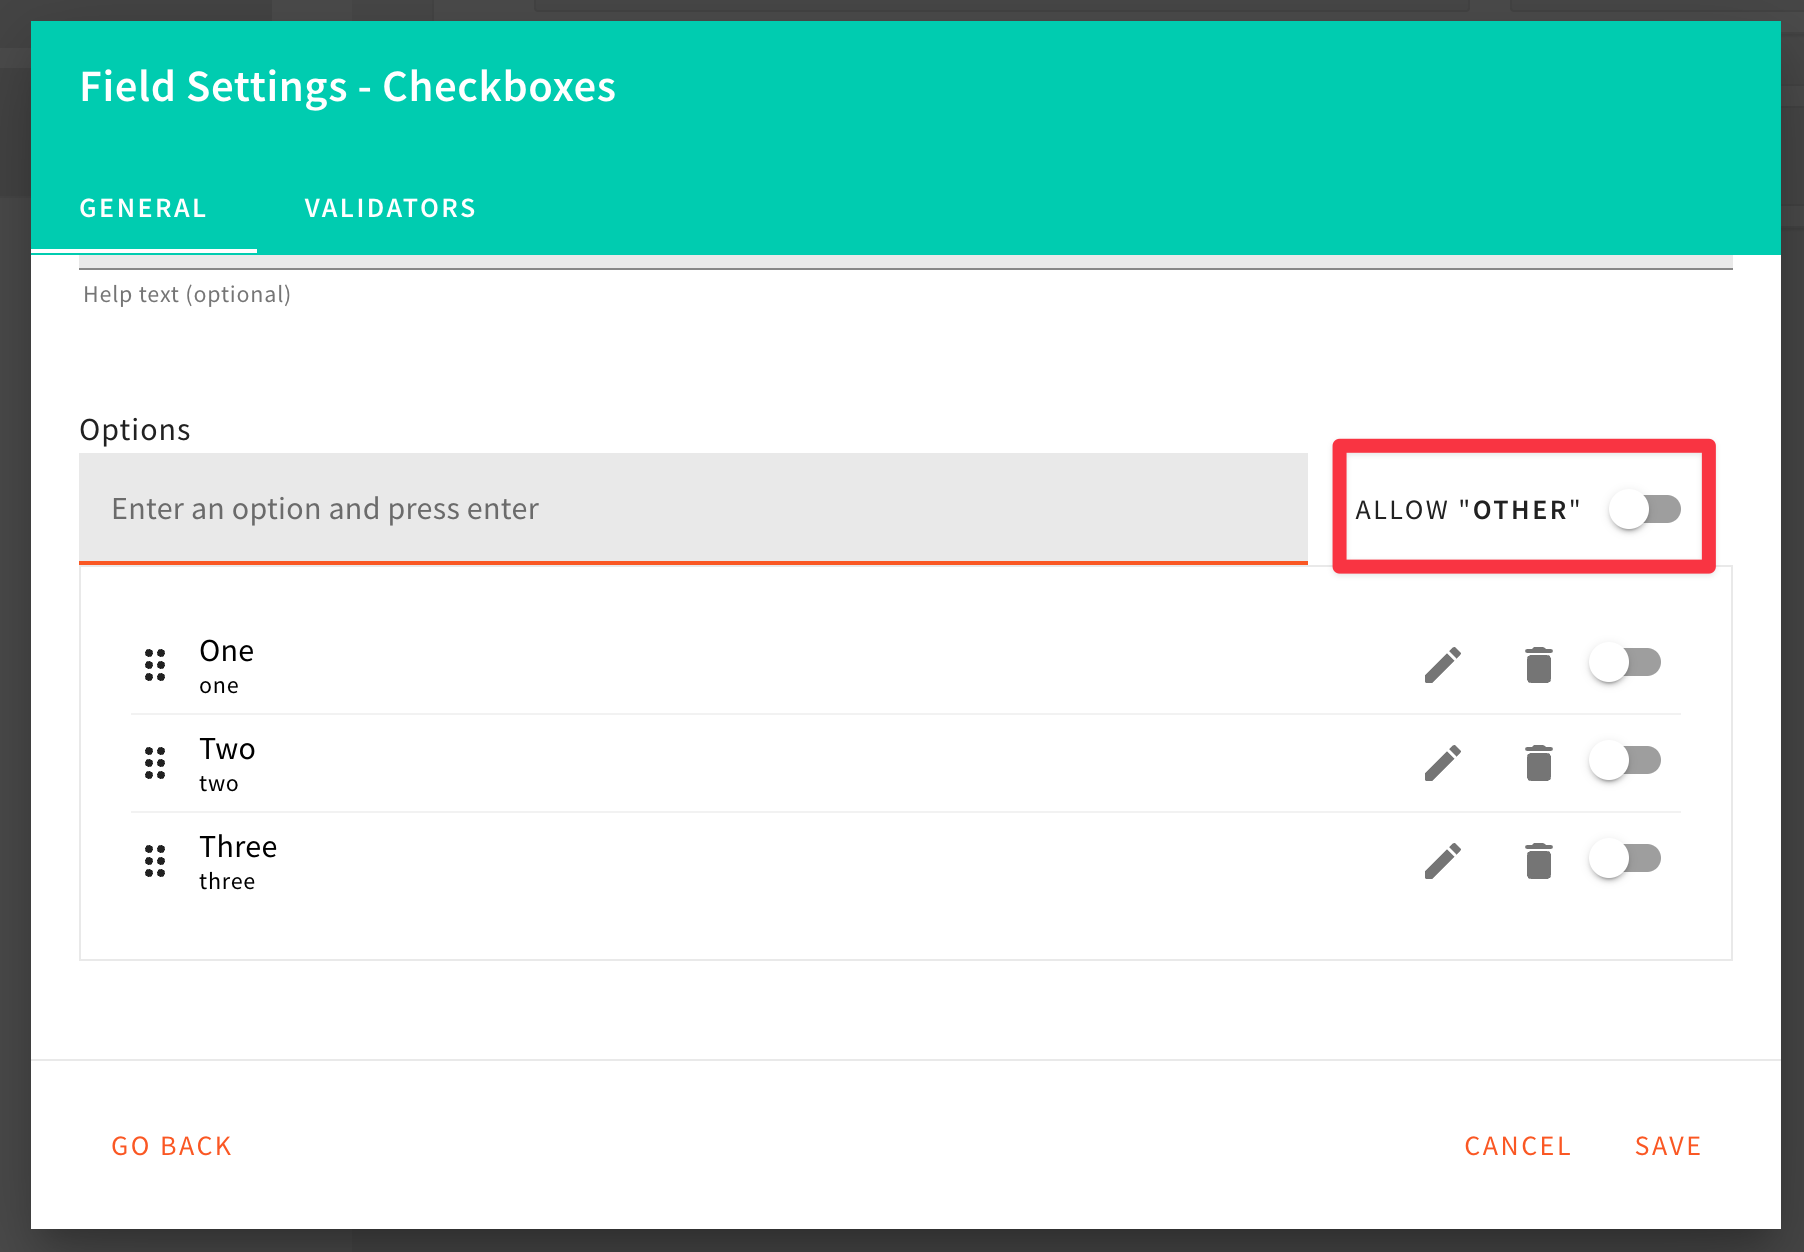 Field Settings - Checkboxes
GENERAL VALIDATORS
Help text (optional)
Options
Enter an option and press enter
ALLOW "OTHER"
One
one
Two
two
Three
three
GO BACK CANCEL SAVE